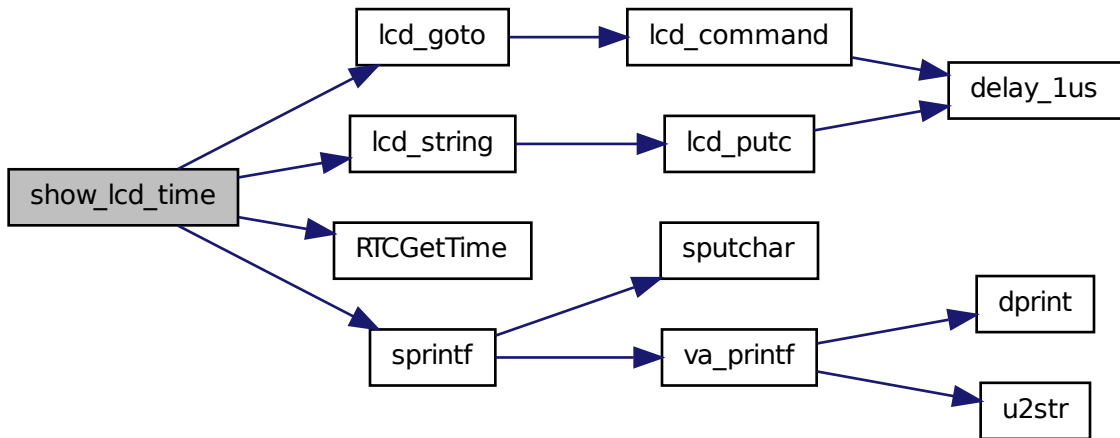 lcd_goto
lcd_command
delay_1us
lcd_string
lcd_putc
show_lcd_time
RTCGetTime
sputchar
dprint
sprintf
va_printf
u2str